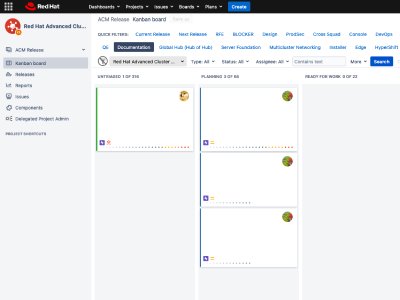 Red Hat
Dashboards
Projects
Issues
Boards
Plans
Create
Red Hat Advanced Clu...
ACM Release
Kanban board
Releases
Reports
Issues
Components
Delegated Project Admin
PROJECT SHORTCUTS
ACM Release Kanban board
QUICK FILTERS: Current Release Next Release RFE BLOCKER Design ProdSec Cross Squad Console DevOps
QE Documentation Global Hub (Hub of Hub) Server Foundation Multicluster Networking Installer Edge HyperShift
Red Hat Advanced Cluster ... Type: All Status: All Assignee: All Contains text More Search
UNTRIAGED 1 OF 315 PLANNING 3 OF 66 READY FOR WORK 0 OF 22